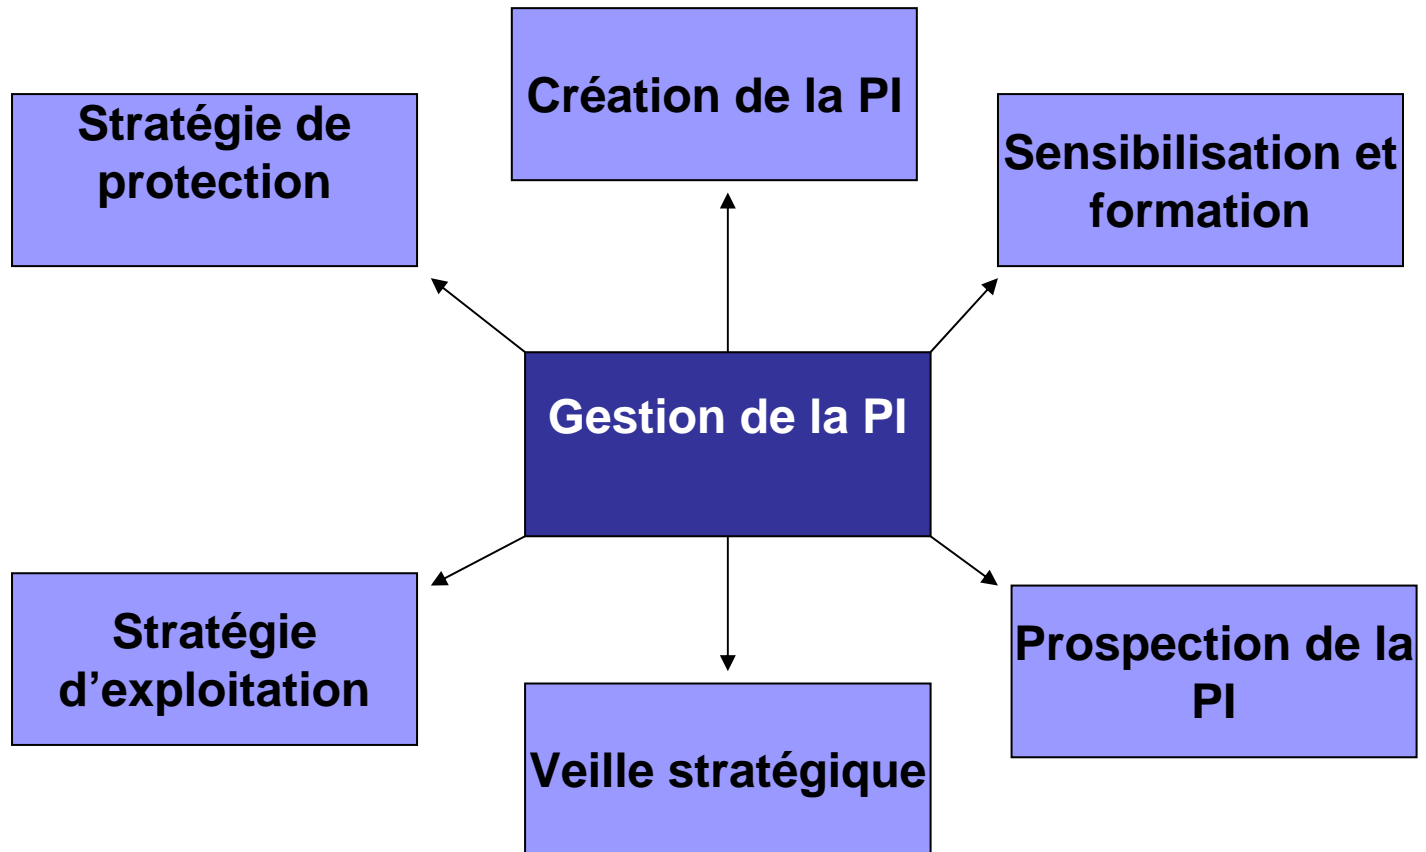 Création de la PI
Stratégie de
protection
Sensibilisation et
formation
Gestion de la PI
Stratégie
d’exploitation
Prospection de la
PI
Veille stratégique